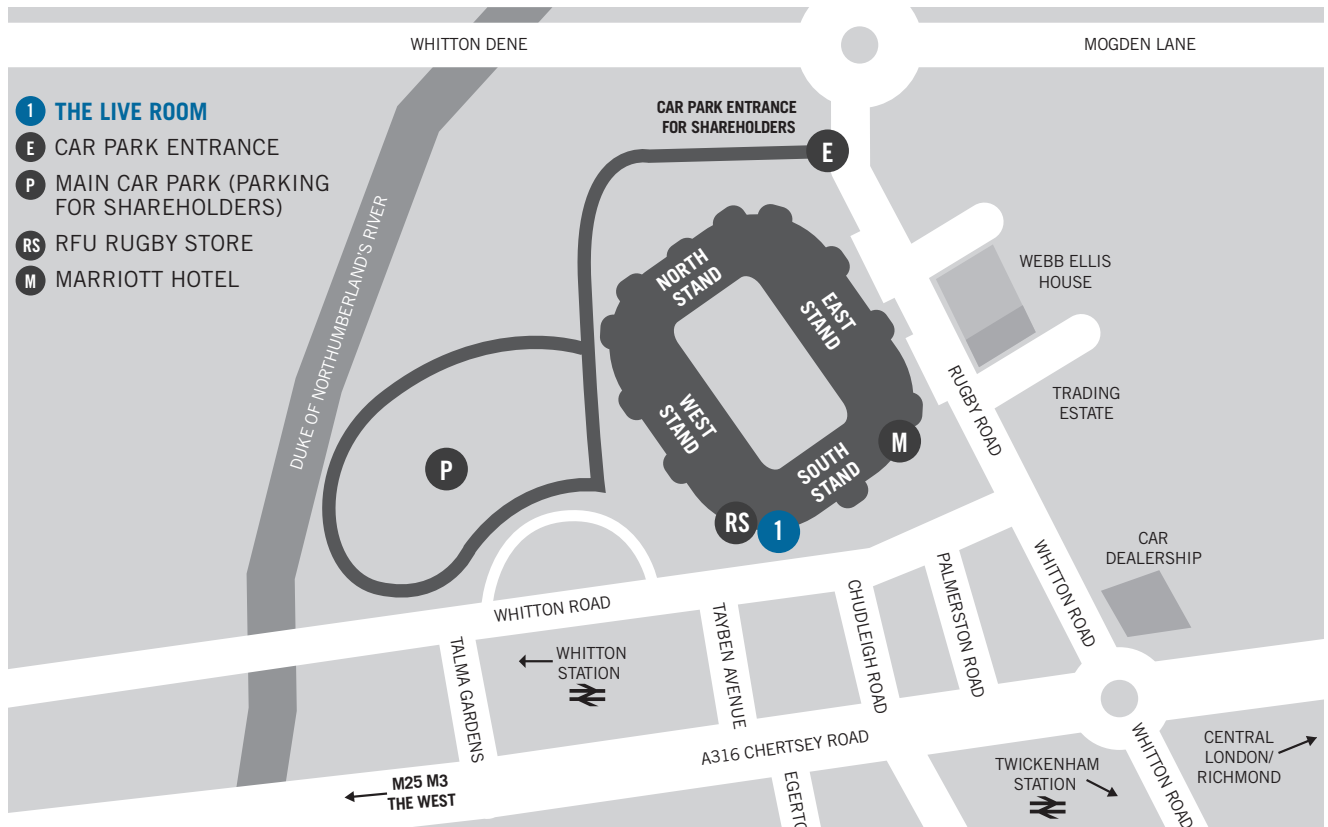 WHITTON DENE
MOGDEN LANE
1 THE LIVE ROOM
E CAR PARK ENTRANCE
P MAIN CAR PARK (PARKING
FOR SHAREHOLDERS)
RS RFU RUGBY STORE
M MARRIOTT HOTEL
CAR PARK ENTRANCE
FOR SHAREHOLDERS
E
DUKE OF NORTHUMBERLAND'S RIVER
NORTH
STAND
EAST
STAND
WEST
STAND
SOUTH
STAND
P
M
RS
1
WEBB ELLIS
HOUSE
TRADING
ESTATE
RUGBY ROAD
CAR
DEALERSHIP
WHITTON ROAD
WHITTON ROAD
TALMA GARDENS
WHITTON
STATION
TAYBEN AVENUE
CHUDLEIGH ROAD
PALMERSTON ROAD
A316 CHERTSEY ROAD
M25 M3
THE WEST
EGERTO
TWICKENHAM
STATION
WHITTON ROAD
CENTRAL
LONDON/
RICHMOND